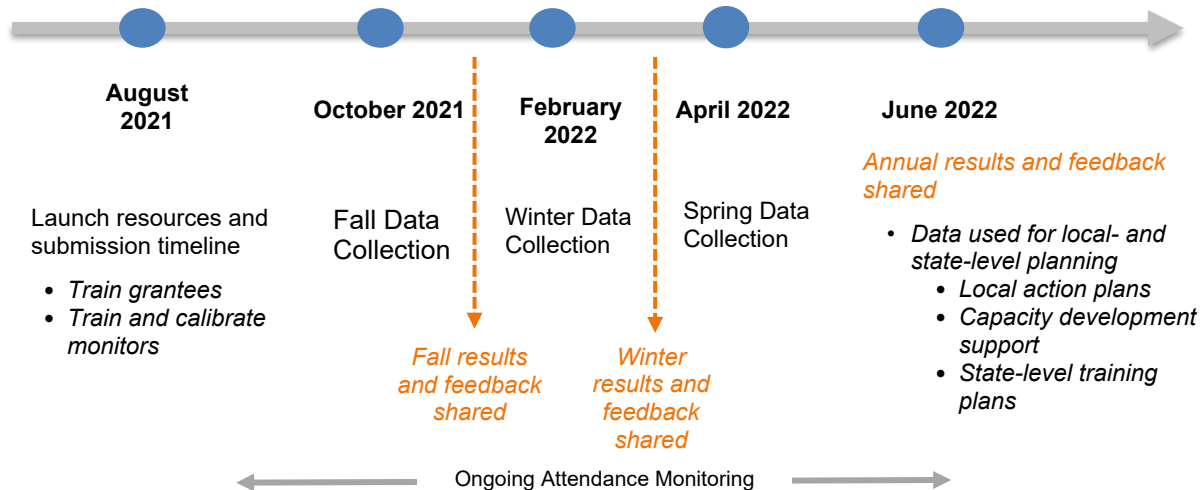 August
2021
October 2021
February
2022
April 2022
June 2022
Launch resources and
submission timeline
• Train grantees
• Train and calibrate
monitors
Fall Data
Collection
Winter Data
Collection
Spring Data
Collection
Annual results and feedback
shared
• Data used for local- and
state-level planning
• Local action plans
• Capacity development
support
• State-level training
plans
Fall results
and feedback
shared
Winter
results and
feedback
shared
Ongoing Attendance Monitoring